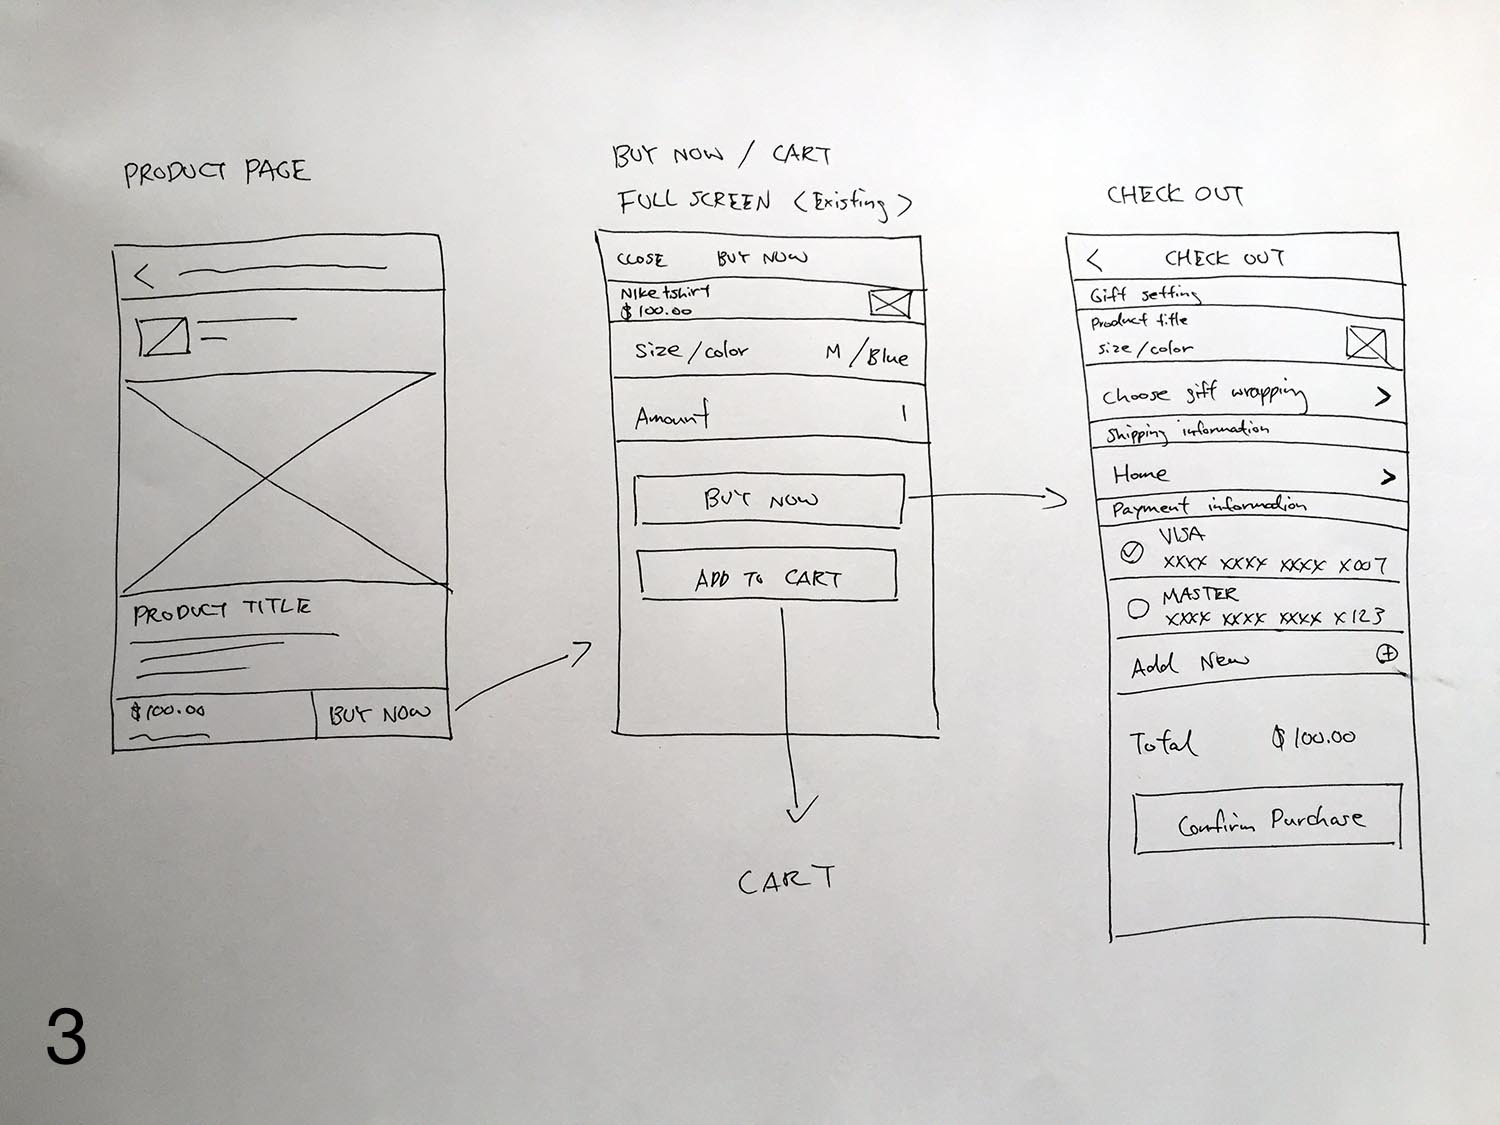 PRODUCT PAGE
PRODUCT TITLE
$100.00
BUY NOW
BUY NOW / CART
FULL SCREEN <Existing>
CLOSE BUY NOW
Nike tshirt
$100.00
Size/color M/Blue
Amount 1
BUY NOW
ADD TO CART
CART
CHECK OUT
< CHECK OUT
Gift setting
Product title
size/color
Choose gift wrapping >
Shipping information
Home >
Payment information
VISA
XXXX XXXX XXXX X007
MASTER
XXXX XXXX XXXX X123
Add New +
Total $100.00
Confirm Purchase
3